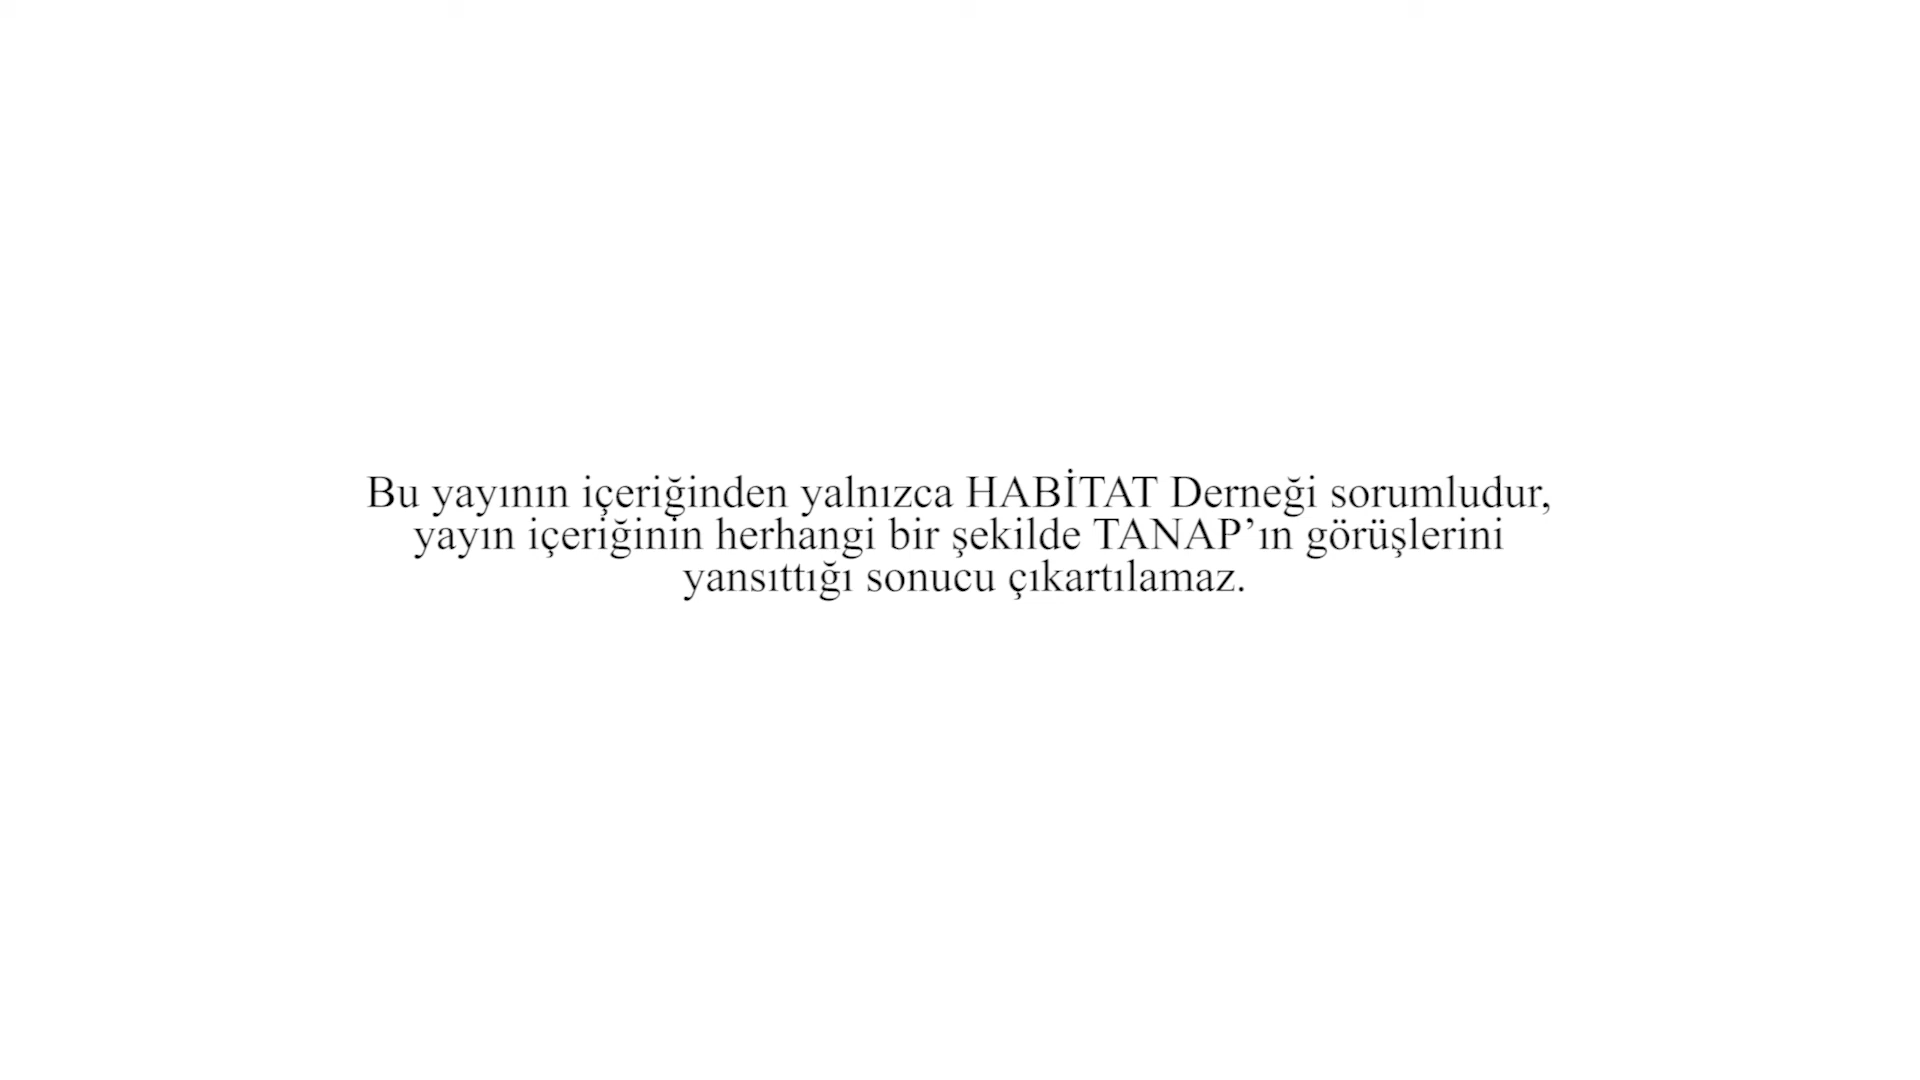 Bu yayının içeriğinden yalnızca HABİTAT Derneği sorumludur,
yayın içeriğinin herhangi bir şekilde TANAP’ın görüşlerini
yansıttığı sonucu çıkartılamaz.